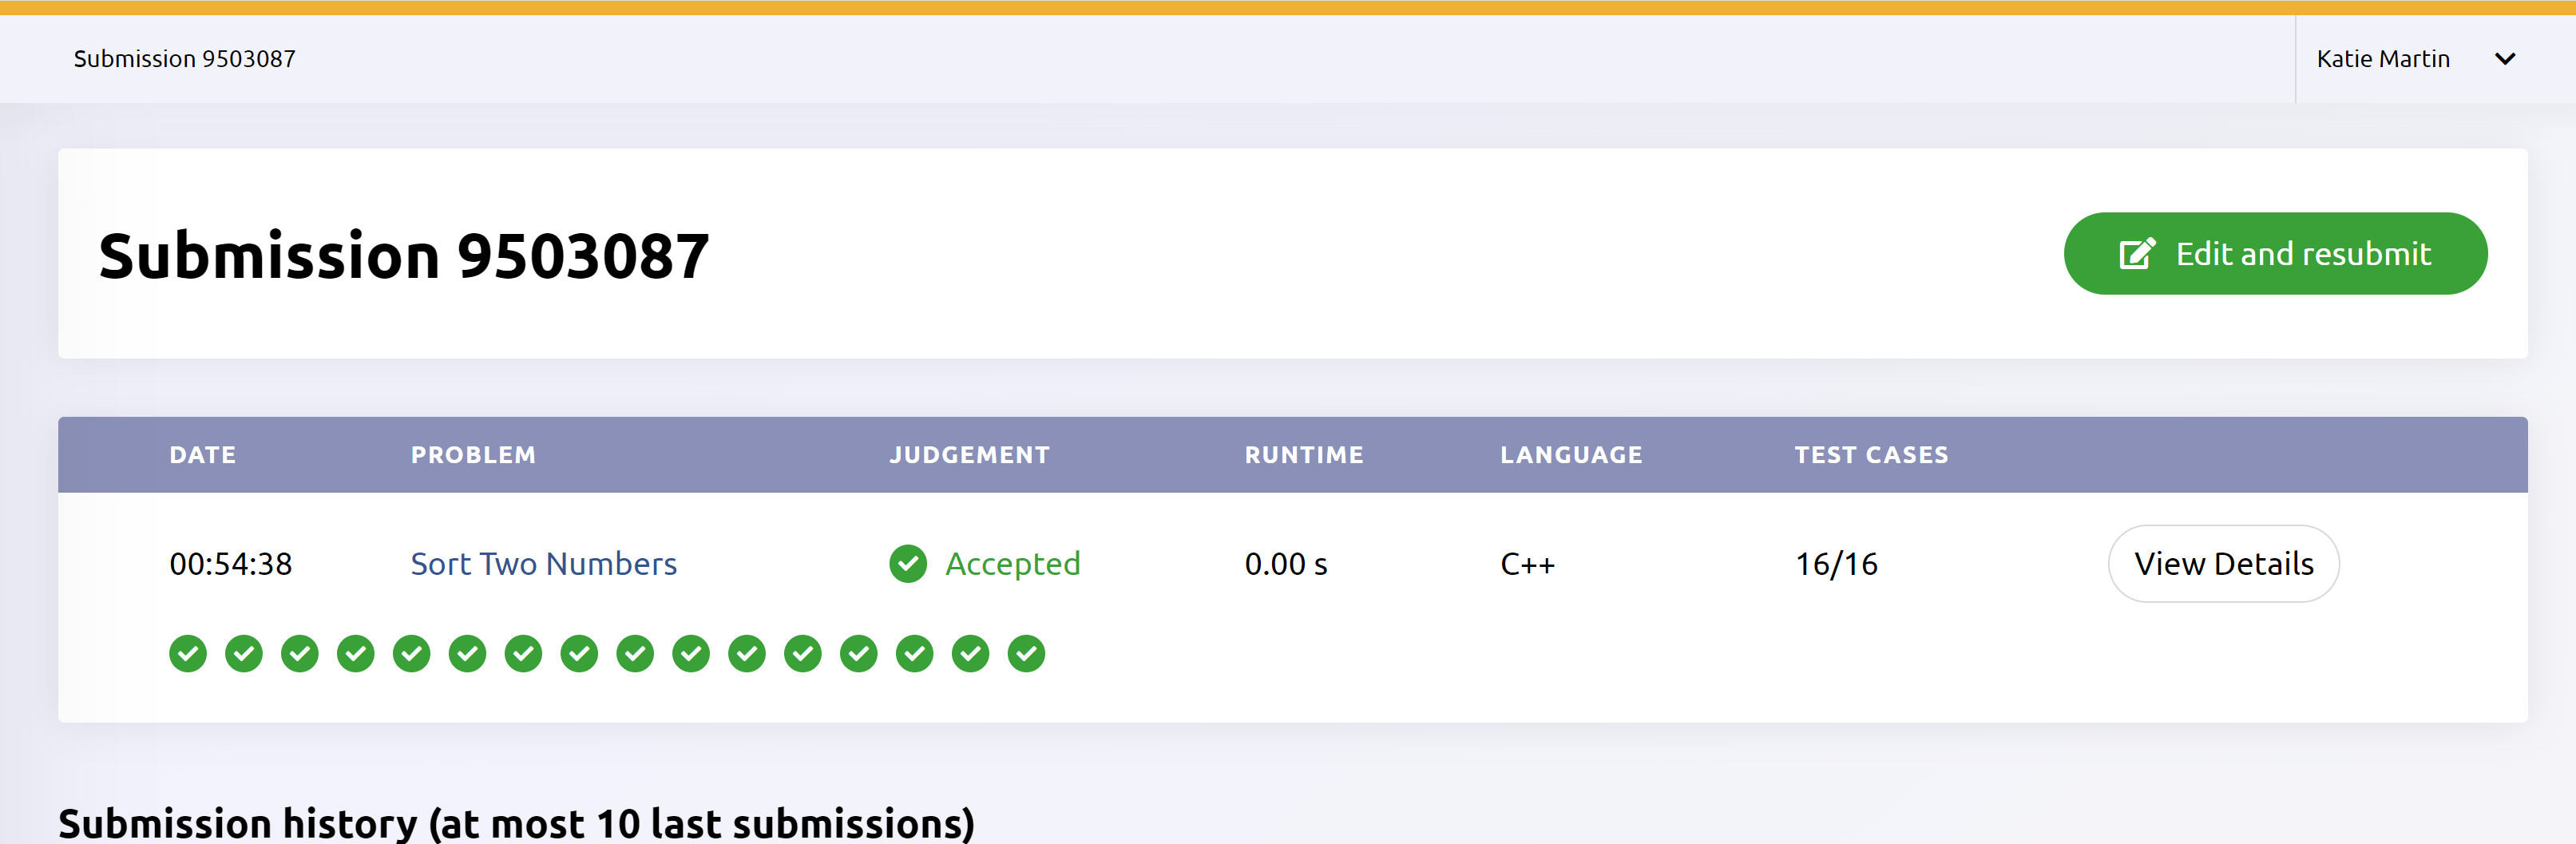 Submission 9503087
Katie Martin
Submission 9503087
Edit and resubmit
DATE PROBLEM JUDGEMENT RUNTIME LANGUAGE TEST CASES
00:54:38 Sort Two Numbers Accepted 0.00 s C++ 16/16 View Details
Submission history (at most 10 last submissions)